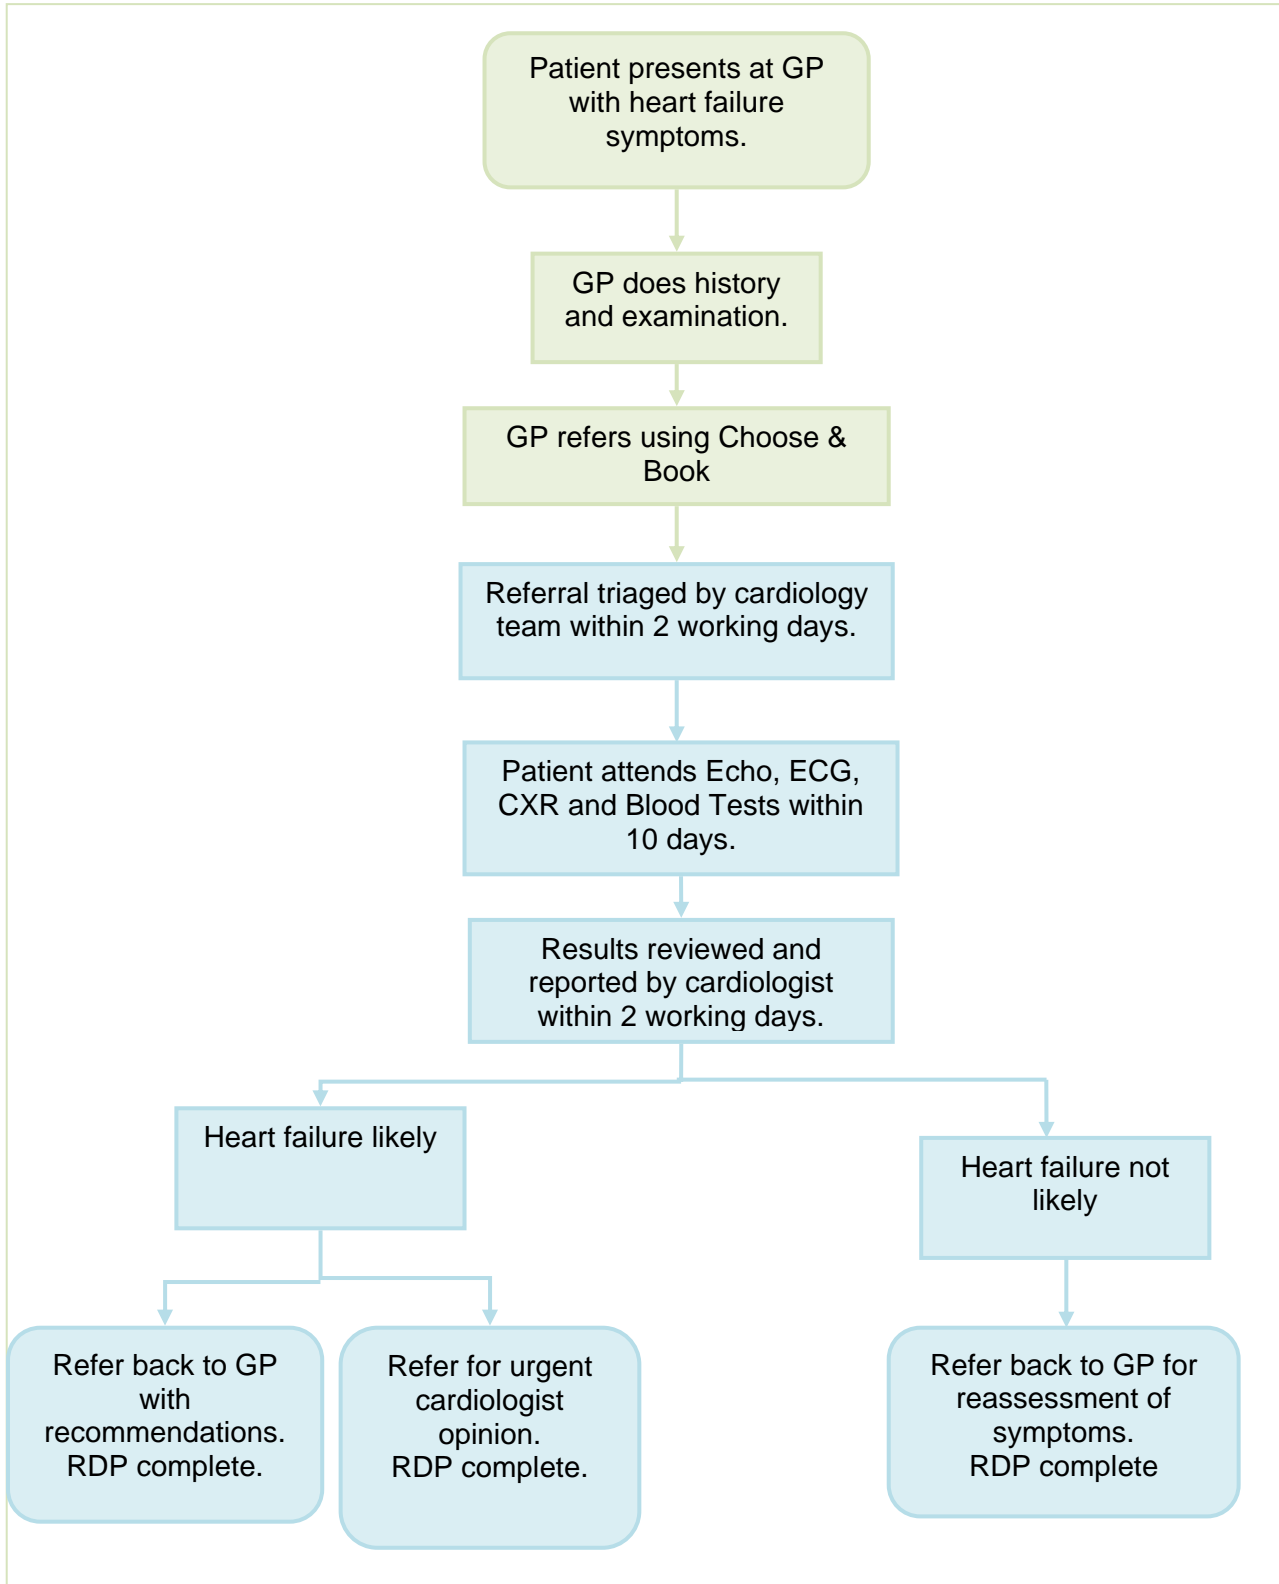 Patient presents at GP
with heart failure
symptoms.
GP does history
and examination.
GP refers using Choose &
Book
Referral triaged by cardiology
team within 2 working days.
Patient attends Echo, ECG,
CXR and Blood Tests within
10 days.
Results reviewed and
reported by cardiologist
within 2 working days.
Heart failure likely
Heart failure not
likely
Refer back to GP
with
recommendations.
RDP complete.
Refer for urgent
cardiologist
opinion.
RDP complete.
Refer back to GP for
reassessment of
symptoms.
RDP complete